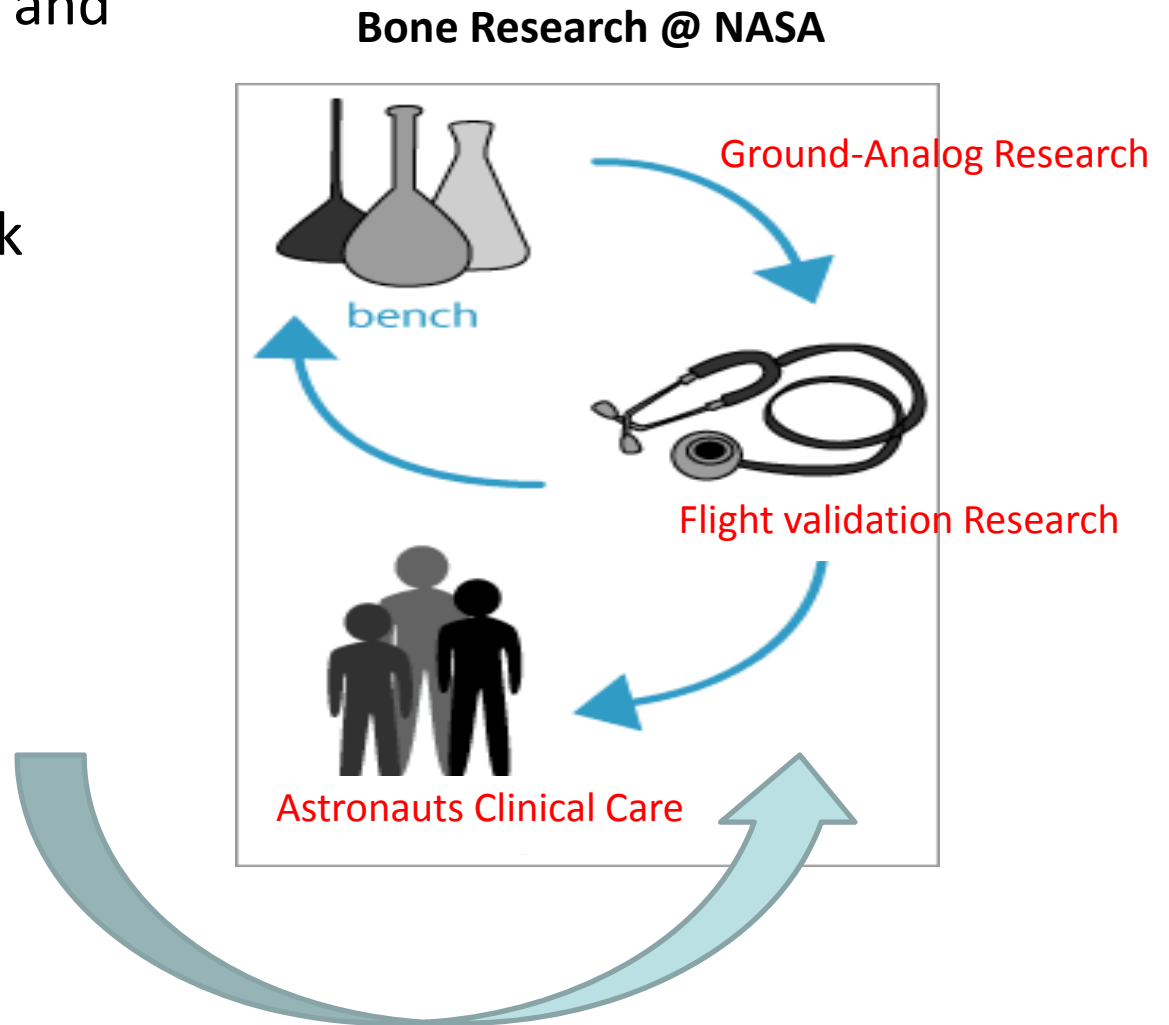 and
Bone Research @ NASA
Ground-Analog Research
k
bench
Flight validation Research
Astronauts Clinical Care